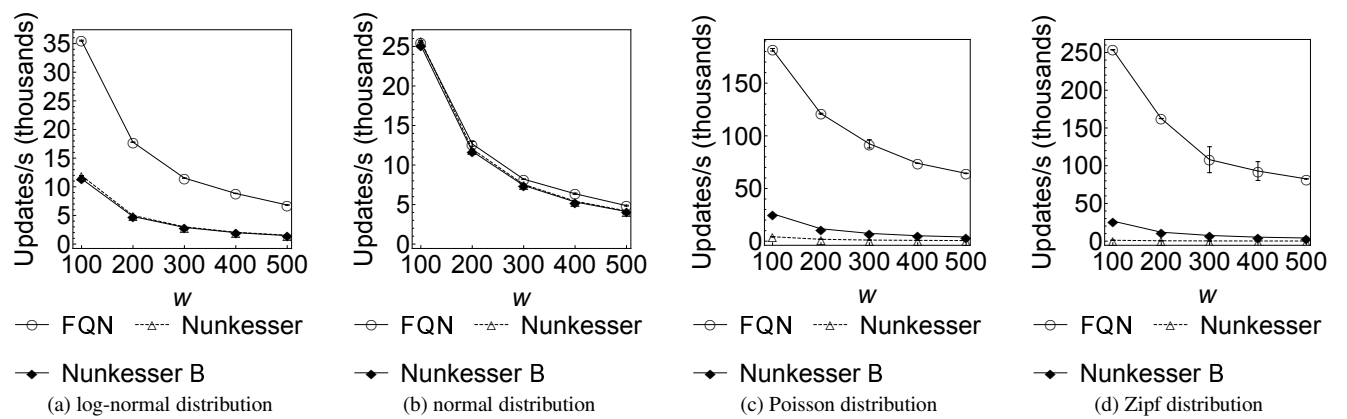 Updates/s (thousands)
35
30
25
20
15
10
5
0
100 200 300 400 500
w
FQN Nunkesser
Nunkesser B
(a) log-normal distribution
Updates/s (thousands)
25
20
15
10
5
0
100 200 300 400 500
w
FQN Nunkesser
Nunkesser B
(b) normal distribution
Updates/s (thousands)
150
100
50
0
100 200 300 400 500
w
FQN Nunkesser
Nunkesser B
(c) Poisson distribution
Updates/s (thousands)
250
200
150
100
50
0
100 200 300 400 500
w
FQN Nunkesser
Nunkesser B
(d) Zipf distribution